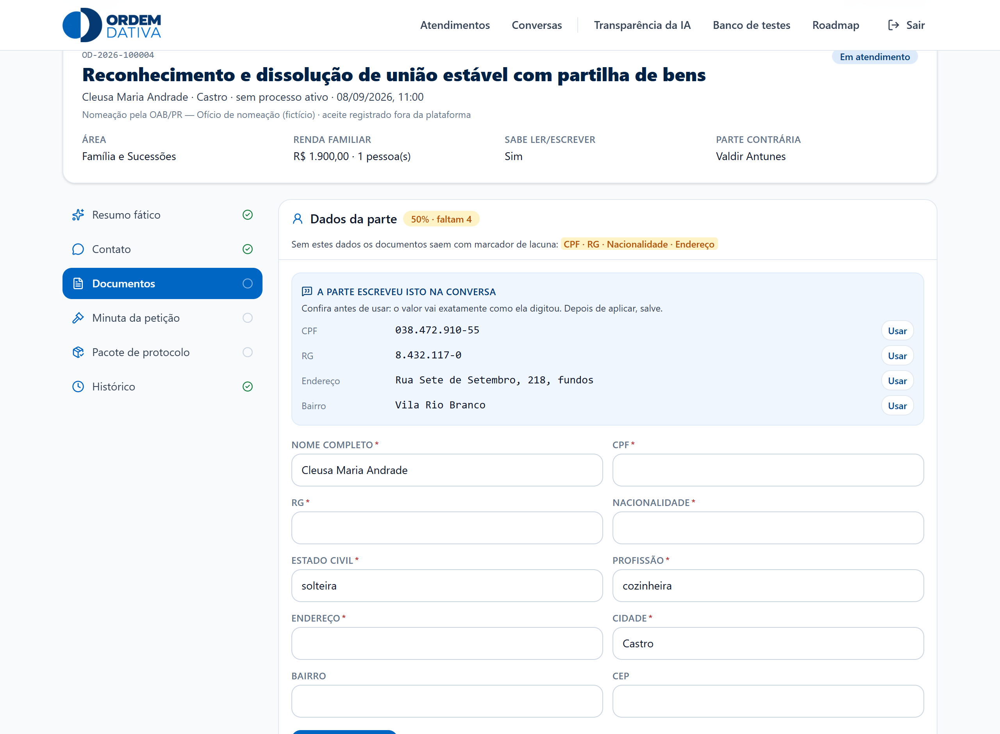 ORDEM
DATIVA
Atendimentos
Conversas
Transparência da IA
Banco de testes
Roadmap
Sair
OD-2026-100004
Em atendimento
Reconhecimento e dissolução de união estável com partilha de bens
Cleusa Maria Andrade · Castro · sem processo ativo · 08/09/2026, 11:00
Nomeação pela OAB/PR — Ofício de nomeação (fictício) · aceite registrado fora da plataforma
ÁREA
Família e Sucessões
RENDA FAMILIAR
R$ 1.900,00 · 1 pessoa(s)
SABE LER/ESCREVER
Sim
PARTE CONTRÁRIA
Valdir Antunes
Resumo fático
Contato
Documentos
Minuta da petição
Pacote de protocolo
Histórico
Dados da parte
50% · faltam 4
Sem estes dados os documentos saem com marcador de lacuna: CPF · RG · Nacionalidade · Endereço
A PARTE ESCREVEU ISTO NA CONVERSA
Confira antes de usar: o valor vai exatamente como ela digitou. Depois de aplicar, salve.
CPF 038.472.910-55 Usar
RG 8.432.117-0 Usar
Endereço Rua Sete de Setembro, 218, fundos Usar
Bairro Vila Rio Branco Usar
NOME COMPLETO *
Cleusa Maria Andrade
CPF *
RG *
NACIONALIDADE *
ESTADO CIVIL *
solteira
PROFISSÃO *
cozinheira
ENDEREÇO *
CIDADE *
Castro
BAIRRO
CEP